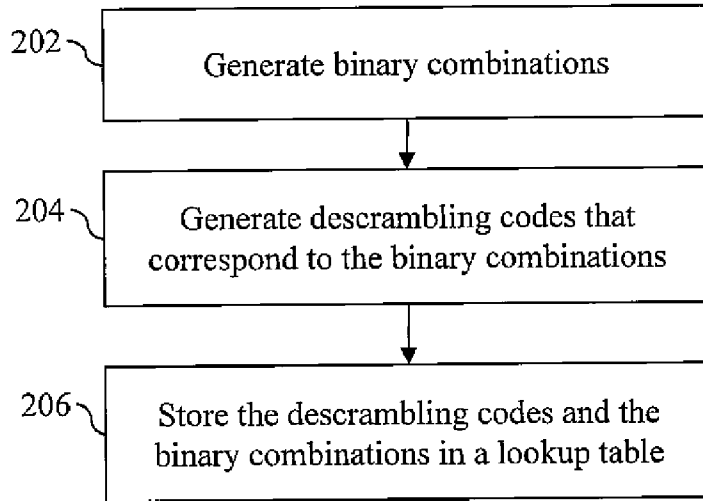 202
Generate binary combinations
204
Generate descrambling codes that
correspond to the binary combinations
206
Store the descrambling codes and the
binary combinations in a lookup table